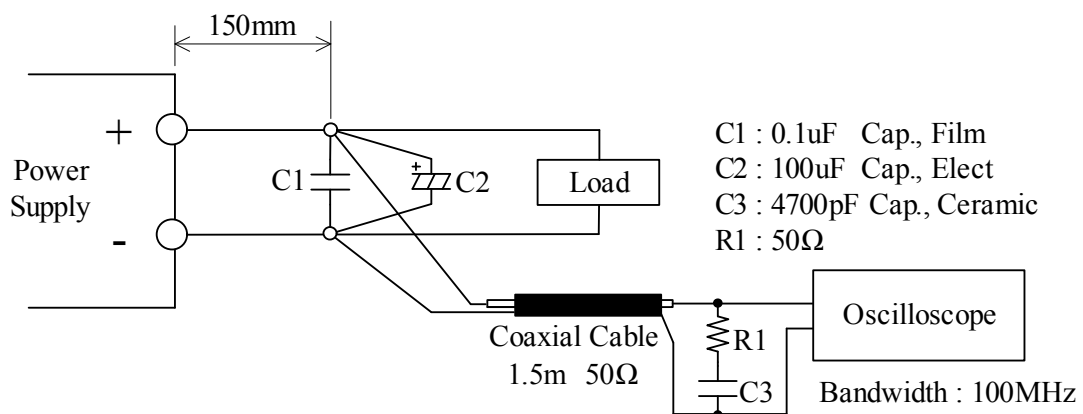 150mm
+
Power
Supply
-
C1
+
C2
Load
C1 : 0.1uF Cap., Film
C2 : 100uF Cap., Elect
C3 : 4700pF Cap., Ceramic
R1 : 50Ω
Coaxial Cable
1.5m 50Ω
R1
C3
Oscilloscope
Bandwidth : 100MHz